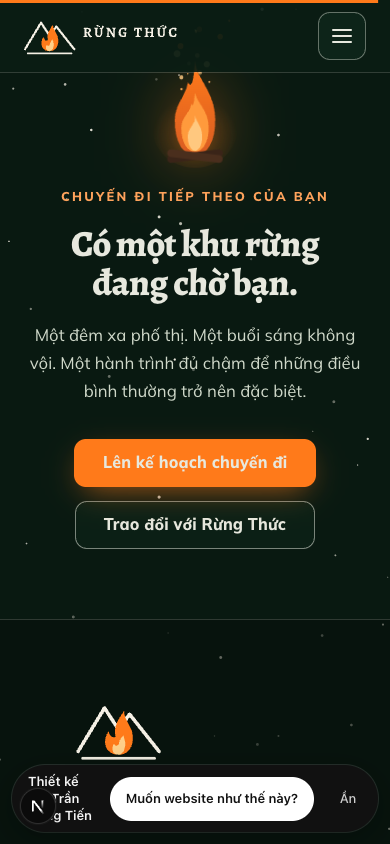 RỪNG THỨC
CHUYẾN ĐI TIẾP THEO CỦA BẠN
Có một khu rừng
đang chờ bạn.
Một đêm xa phố thị. Một buổi sáng không
vội. Một hành trình đủ chậm để những điều
bình thường trở nên đặc biệt.
Lên kế hoạch chuyến đi
Trao đổi với Rừng Thức
Thiết kế
Trần
Tiến
Muốn website như thế này?
Ẩn